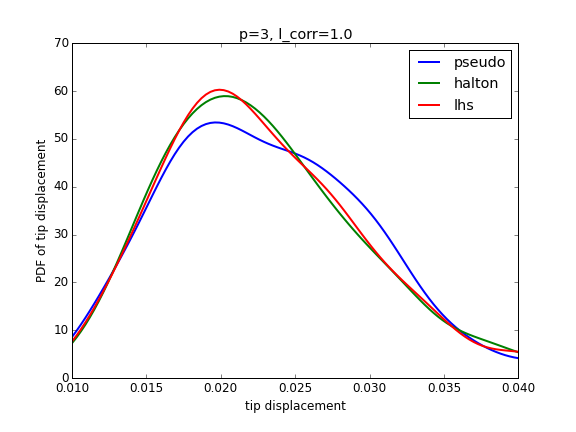 p=3, l_corr=1.0
70
60
50
40
30
20
10
0
PDF of tip displacement
pseudo
halton
lhs
0.010 0.015 0.020 0.025 0.030 0.035 0.040
tip displacement